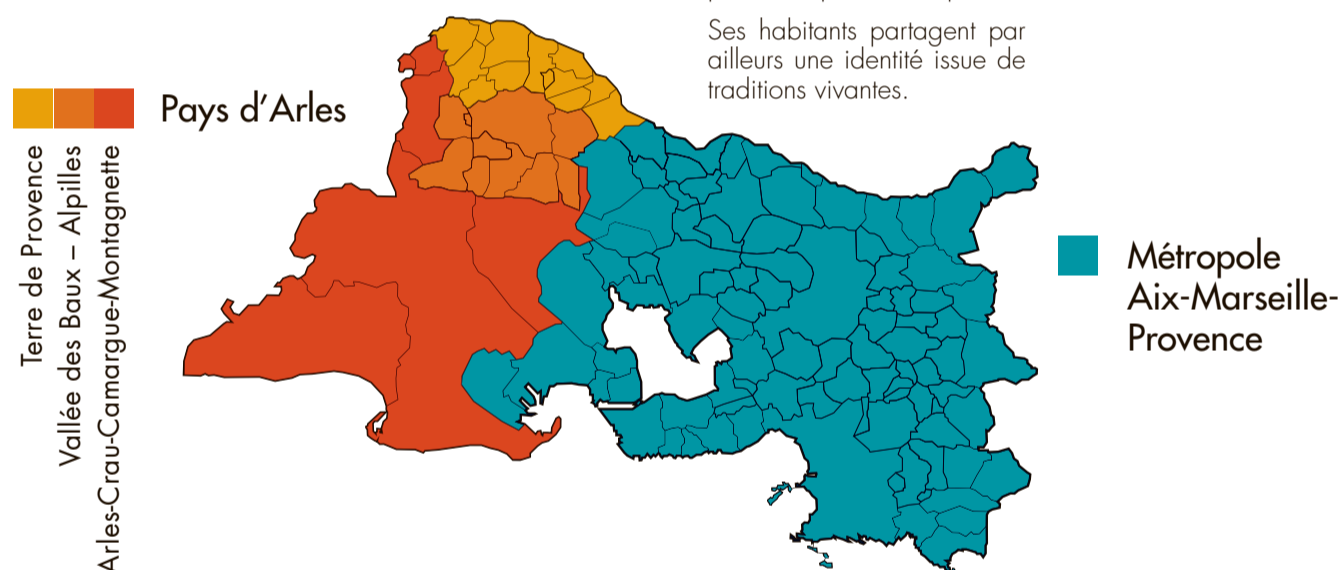 Ses habitants partagent par
ailleurs une identité issue de
traditions vivantes.
Pays d'Arles
Terre de Provence
Vallée des Baux – Alpilles
Arles-Crau-Camargue-Montagnette
Métropole
Aix-Marseille-
Provence